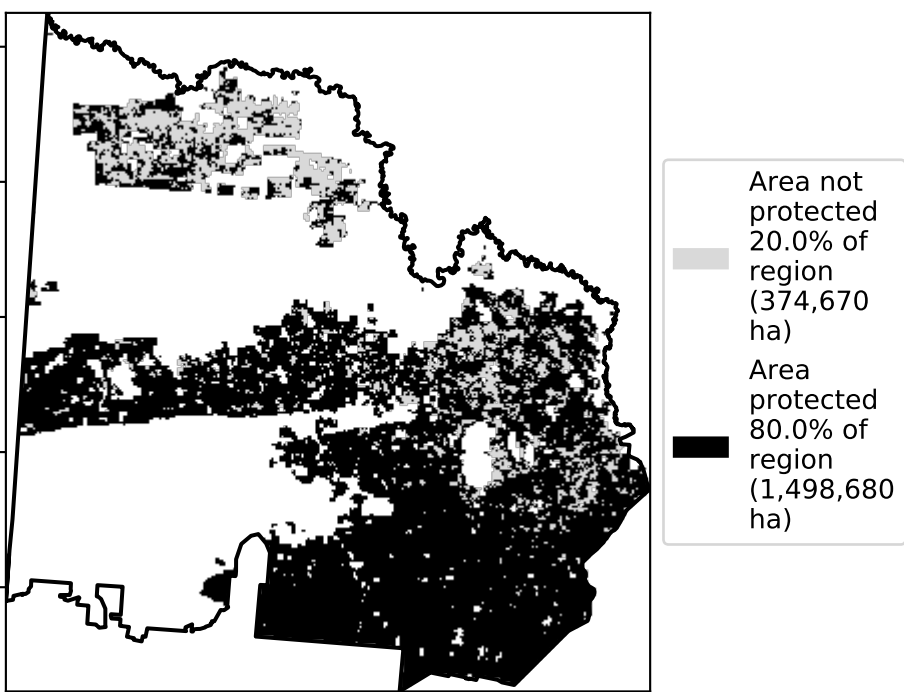 Area not
protected
20.0% of
region
(374,670
ha)
Area
protected
80.0% of
region
(1,498,680
ha)